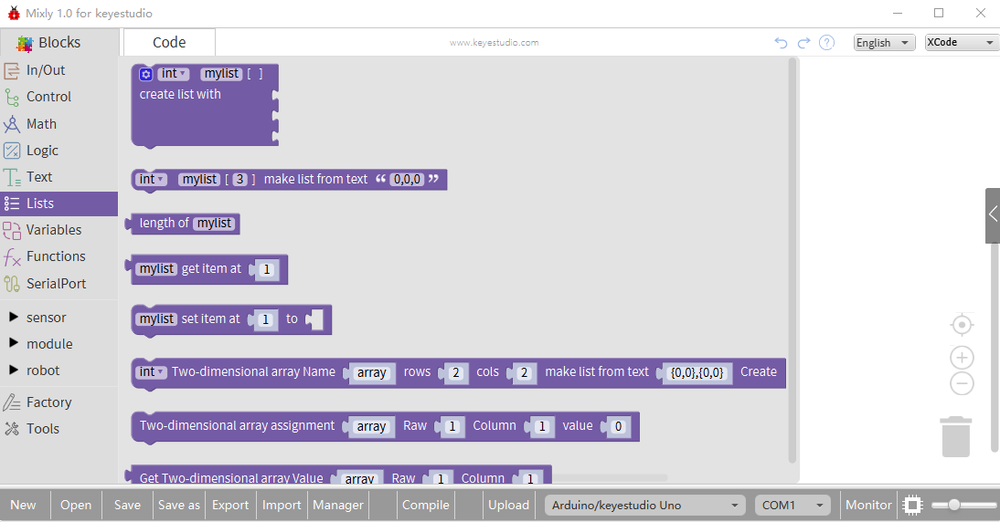 Mixly 1.0 for keyestudio
Blocks
Code
www.keyestudio.com
?
English
XCode
In/Out
Control
Math
Logic
Text
Lists
Variables
Functions
SerialPort
sensor
module
robot
Factory
Tools
int mylist [ ]
create list with
int mylist [ 3 ] make list from text “ 0,0,0 ”
length of mylist
mylist get item at 1
mylist set item at 1 to
int Two-dimensional array Name array rows 2 cols 2 make list from text {0,0},{0,0} Create
Two-dimensional array assignment array Raw 1 Column 1 value 0
Get Two-dimensional array Value array Raw 1 Column 1
New Open Save Save as Export Import Manager Compile Upload Arduino/keyestudio Uno COM1 Monitor